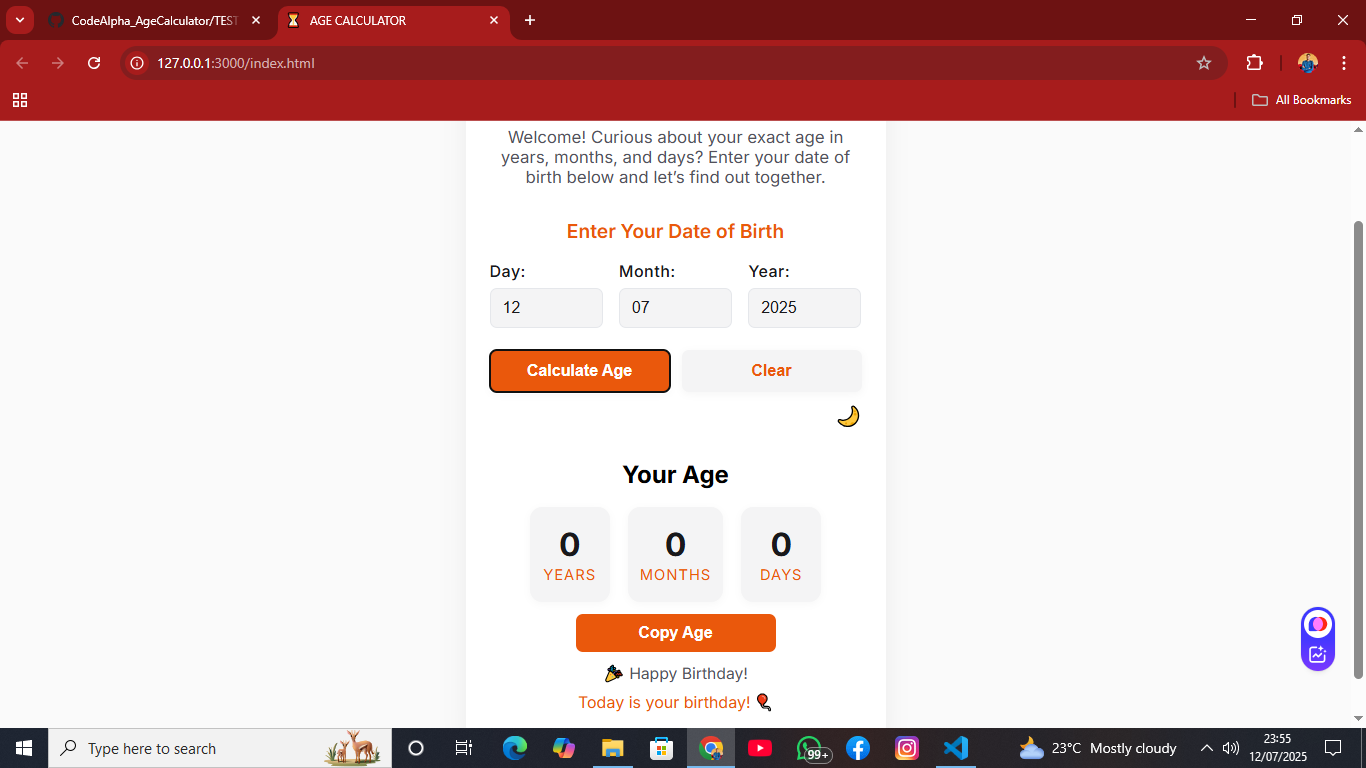 CodeAlpha_AgeCalculator/TEST
AGE CALCULATOR
127.0.0.1:3000/index.html
All Bookmarks
Welcome! Curious about your exact age in
years, months, and days? Enter your date of
birth below and let’s find out together.
Enter Your Date of Birth
Day: Month: Year:
12 07 2025
Calculate Age Clear
Your Age
0 0 0
YEARS MONTHS DAYS
Copy Age
Happy Birthday!
Today is your birthday!
Type here to search
99+
23°C Mostly cloudy
23:55
12/07/2025